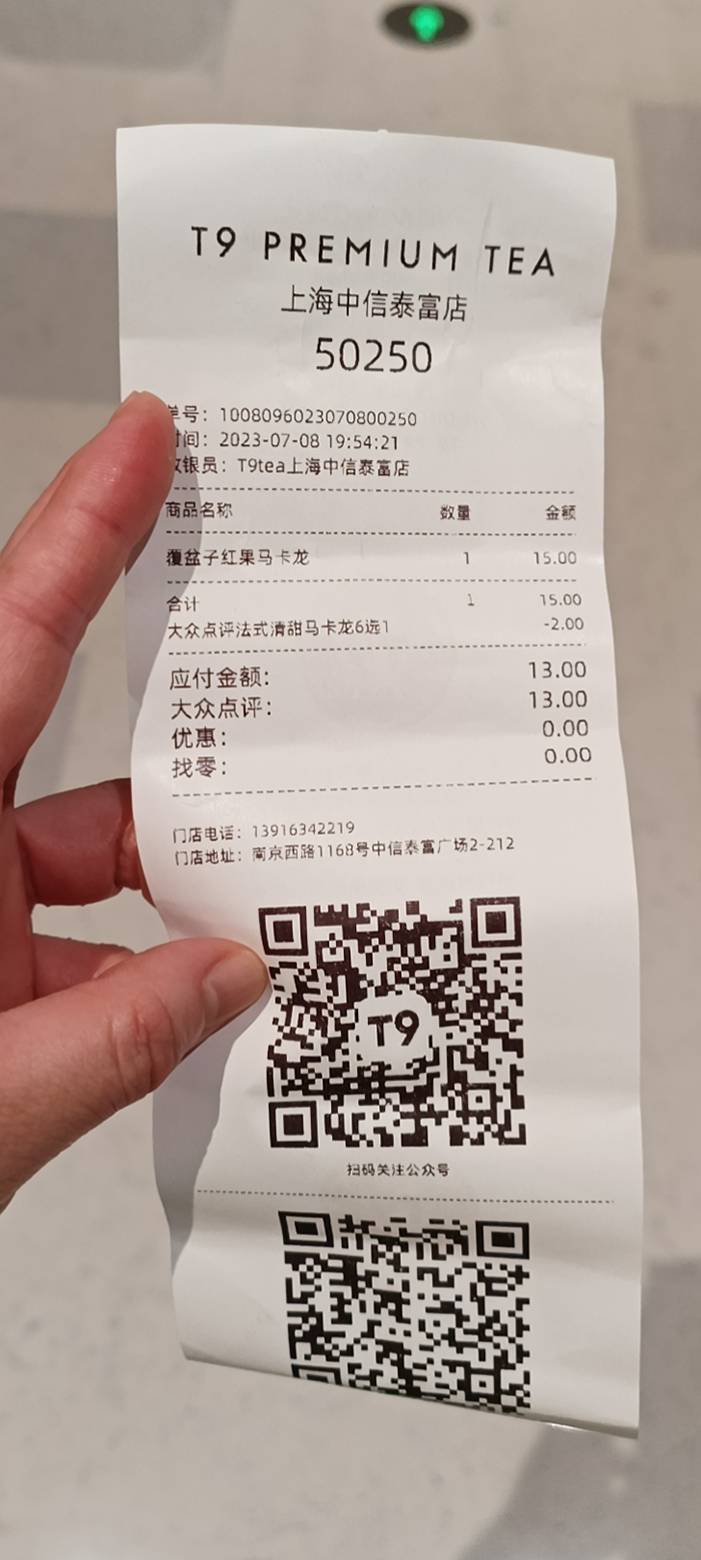 T9 PREMIUM TEA
上海中信泰富店
50250
单号：1008096023070800250
时间：2023-07-08 19:54:21
收银员：T9tea上海中信泰富店
商品名称 数量 金额
覆盆子红果马卡龙 1 15.00
合计 1 15.00
大众点评法式清甜马卡龙6选1 -2.00
应付金额： 13.00
大众点评： 13.00
优惠： 0.00
找零： 0.00
门店电话：13916342219
门店地址：南京西路1168号中信泰富广场2-212
T9
扫码关注公众号